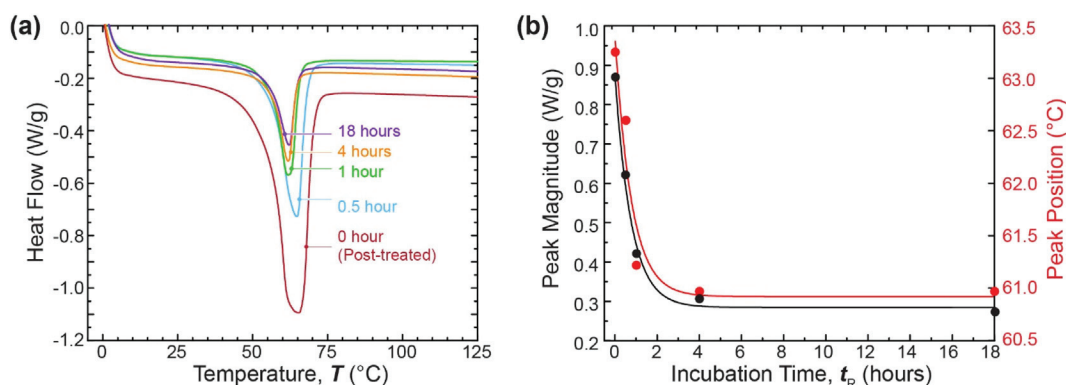 (a)
Heat Flow (W/g)
0.0
-0.2
-0.4
-0.6
-0.8
-1.0
-1.2
18 hours
4 hours
1 hour
0.5 hour
0 hour
(Post-treated)
0 25 50 75 100 125
Temperature, T (°C)
(b)
Peak Magnitude (W/g)
1.0
0.9
0.8
0.7
0.6
0.5
0.4
0.3
0.2
63.5
63.0
62.5
62.0
61.5
61.0
60.5
Peak Position (°C)
0 2 4 6 8 10 12 14 16 18
Incubation Time, tR (hours)